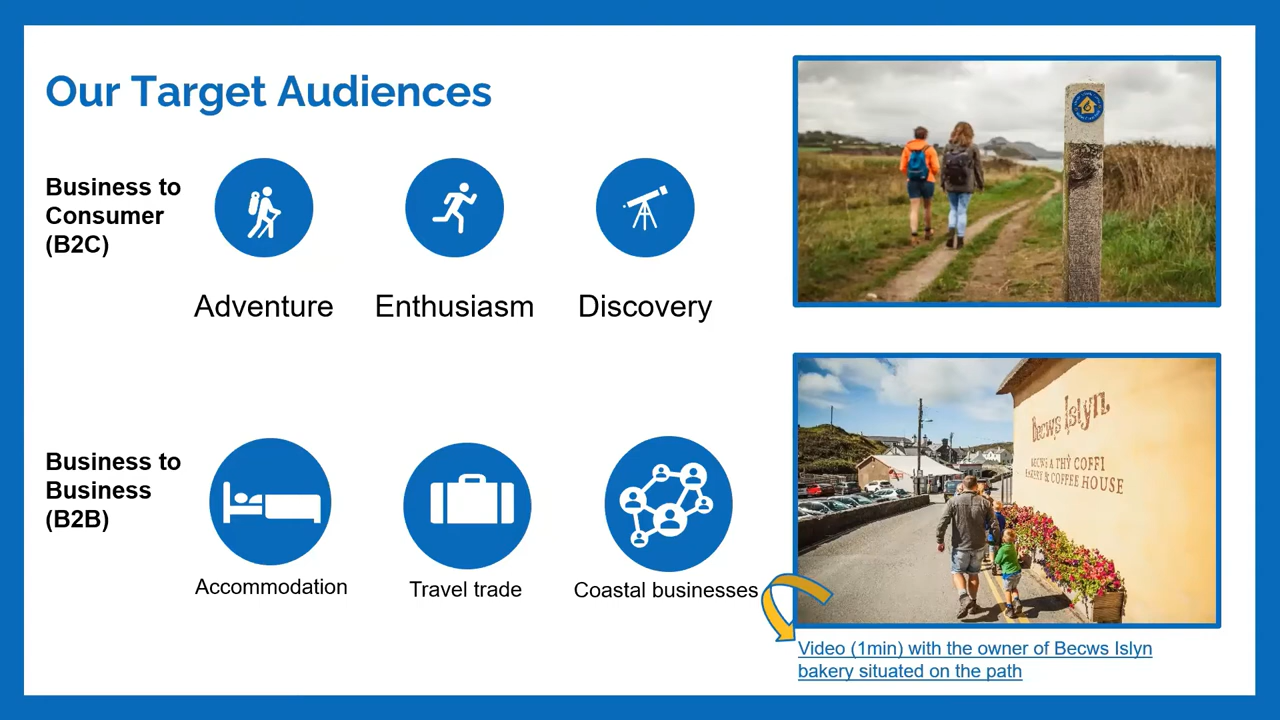 Our Target Audiences
Business to
Consumer
(B2C)
Adventure
Enthusiasm
Discovery
Business to
Business
(B2B)
Accommodation
Travel trade
Coastal businesses
Becws Islyn
BECWS A THŶ COFFI
BAKERY & COFFEE HOUSE
Video (1min) with the owner of Becws Islyn
bakery situated on the path